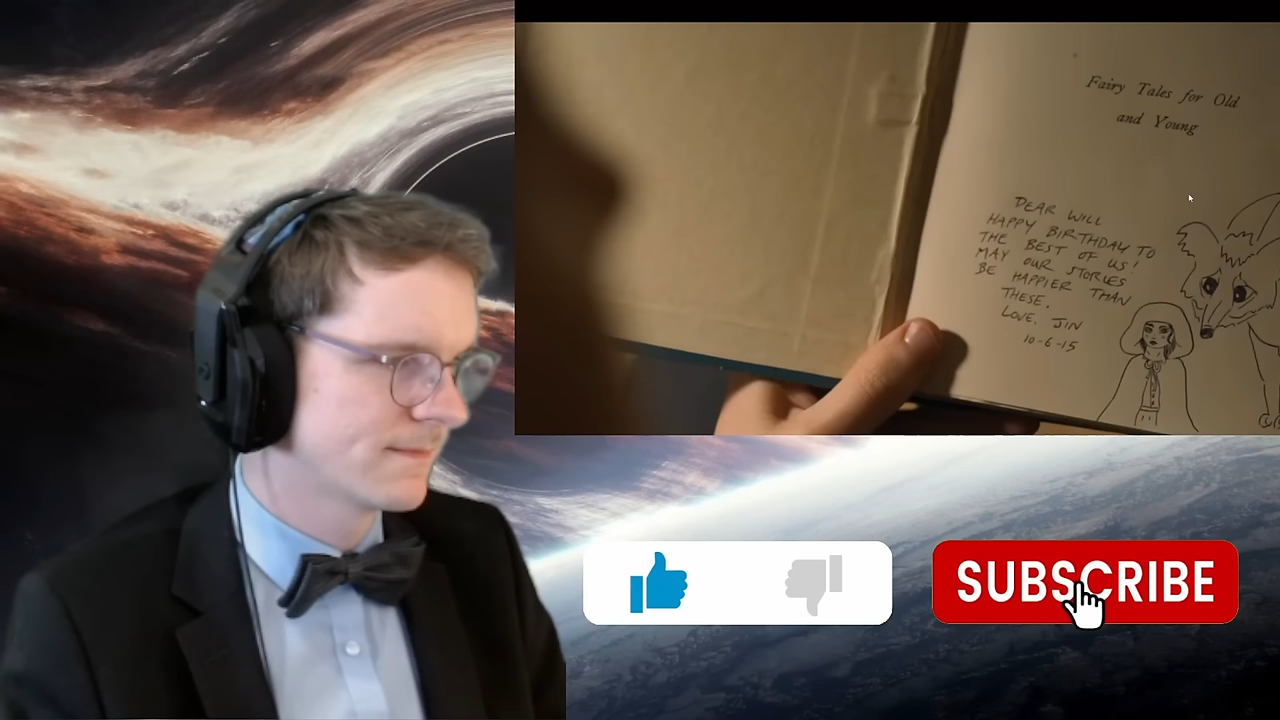 Fairy Tales for Old
and Young
DEAR WILL
HAPPY BIRTHDAY TO
THE BEST OF US!
MAY OUR STORIES
BE HAPPIER THAN
THESE.
LOVE, JIN
10-6-15
SUBSCRIBE